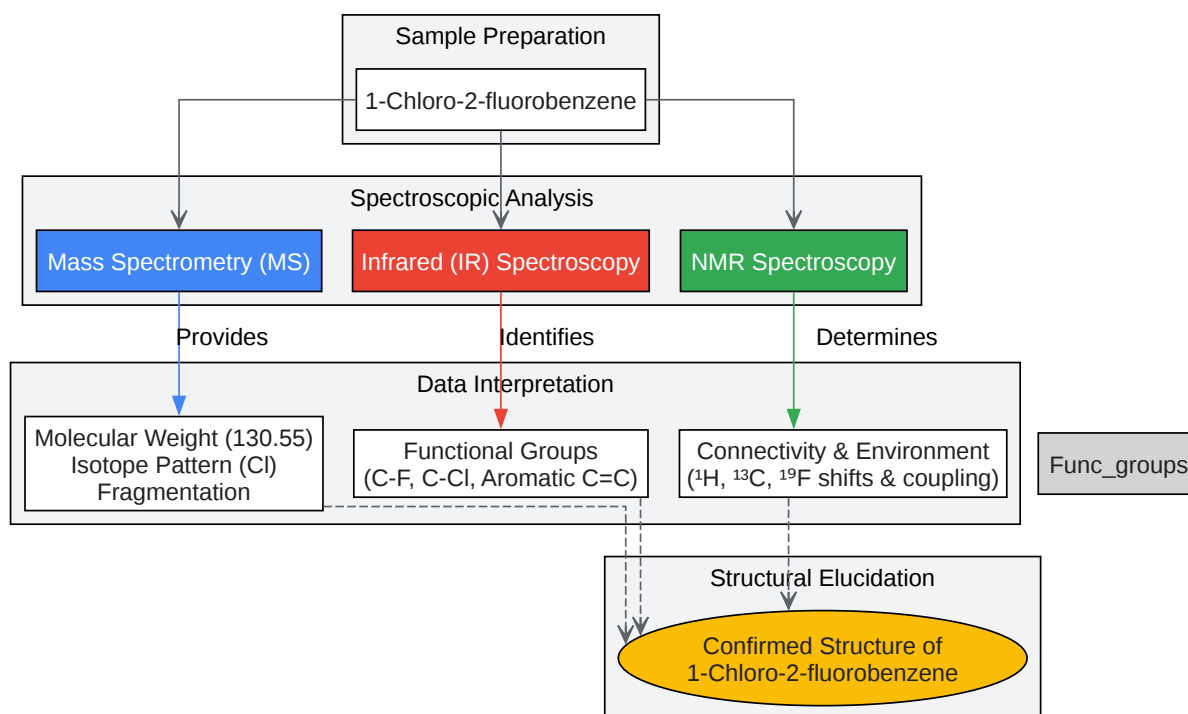 Sample Preparation
1-Chloro-2-fluorobenzene
Spectroscopic Analysis
Mass Spectrometry (MS)
Infrared (IR) Spectroscopy
NMR Spectroscopy
Provides
Identifies
Determines
Data Interpretation
Molecular Weight (130.55)
Isotope Pattern (Cl)
Fragmentation
Functional Groups
(C-F, C-Cl, Aromatic C=C)
Connectivity & Environment
(¹H, ¹³C, ¹⁹F shifts & coupling)
Func_groups
Structural Elucidation
Confirmed Structure of
1-Chloro-2-fluorobenzene